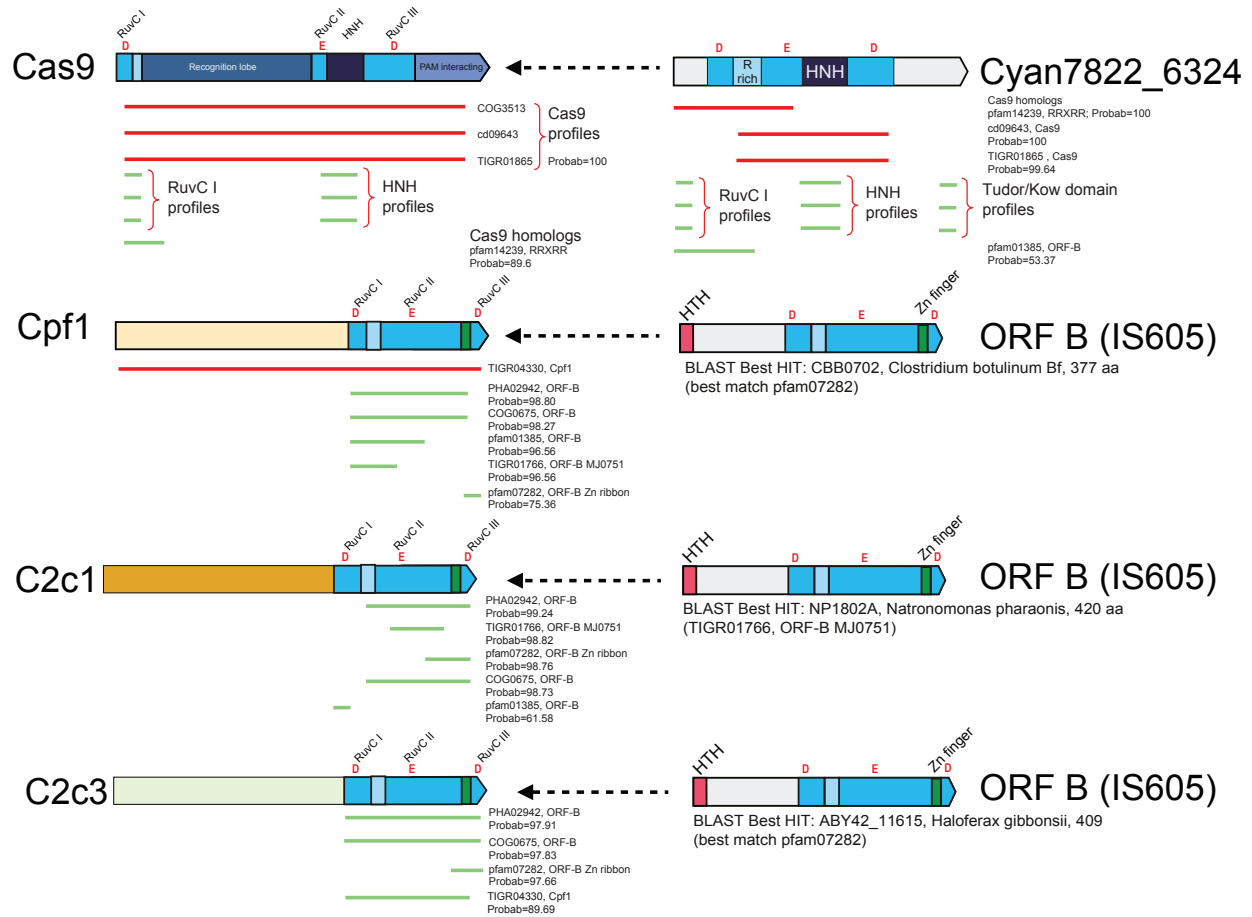 RuvC I
RuvC II
HNH
RuvC III
D
E
D
Cas9
Recognition lobe
PAM interacting
COG3513
cd09643
TIGR01865
Cas9
profiles
Probab=100
RuvC I
profiles
HNH
profiles
Cas9 homologs
pfam14239, RRXRR
Probab=89.6
D
E
D
R
rich
HNH
Cyan7822_6324
Cas9 homologs
pfam14239, RRXRR; Probab=100
cd09643, Cas9
Probab=100
TIGR01865 , Cas9
Probab=99.64
RuvC I
profiles
HNH
profiles
Tudor/Kow domain
profiles
pfam01385, ORF-B
Probab=53.37
RuvC I
RuvC II
RuvC III
D
E
D
Cpf1
TIGR04330, Cpf1
PHA02942, ORF-B
Probab=98.80
COG0675, ORF-B
Probab=98.27
pfam01385, ORF-B
Probab=96.56
TIGR01766, ORF-B MJ0751
Probab=96.56
pfam07282, ORF-B Zn ribbon
Probab=75.36
HTH
Zn finger
D
E
D
ORF B (IS605)
BLAST Best HIT: CBB0702, Clostridium botulinum Bf, 377 aa
(best match pfam07282)
RuvC I
RuvC II
RuvC III
D
E
D
C2c1
PHA02942, ORF-B
Probab=99.24
TIGR01766, ORF-B MJ0751
Probab=98.82
pfam07282, ORF-B Zn ribbon
Probab=98.76
COG0675, ORF-B
Probab=98.73
pfam01385, ORF-B
Probab=61.58
HTH
Zn finger
D
E
D
ORF B (IS605)
BLAST Best HIT: NP1802A, Natronomonas pharaonis, 420 aa
(TIGR01766, ORF-B MJ0751)
RuvC I
RuvC II
RuvC III
D
E
D
C2c3
PHA02942, ORF-B
Probab=97.91
COG0675, ORF-B
Probab=97.83
pfam07282, ORF-B Zn ribbon
Probab=97.66
TIGR04330, Cpf1
Probab=89.69
HTH
Zn finger
D
E
D
ORF B (IS605)
BLAST Best HIT: ABY42_11615, Haloferax gibbonsii, 409
(best match pfam07282)